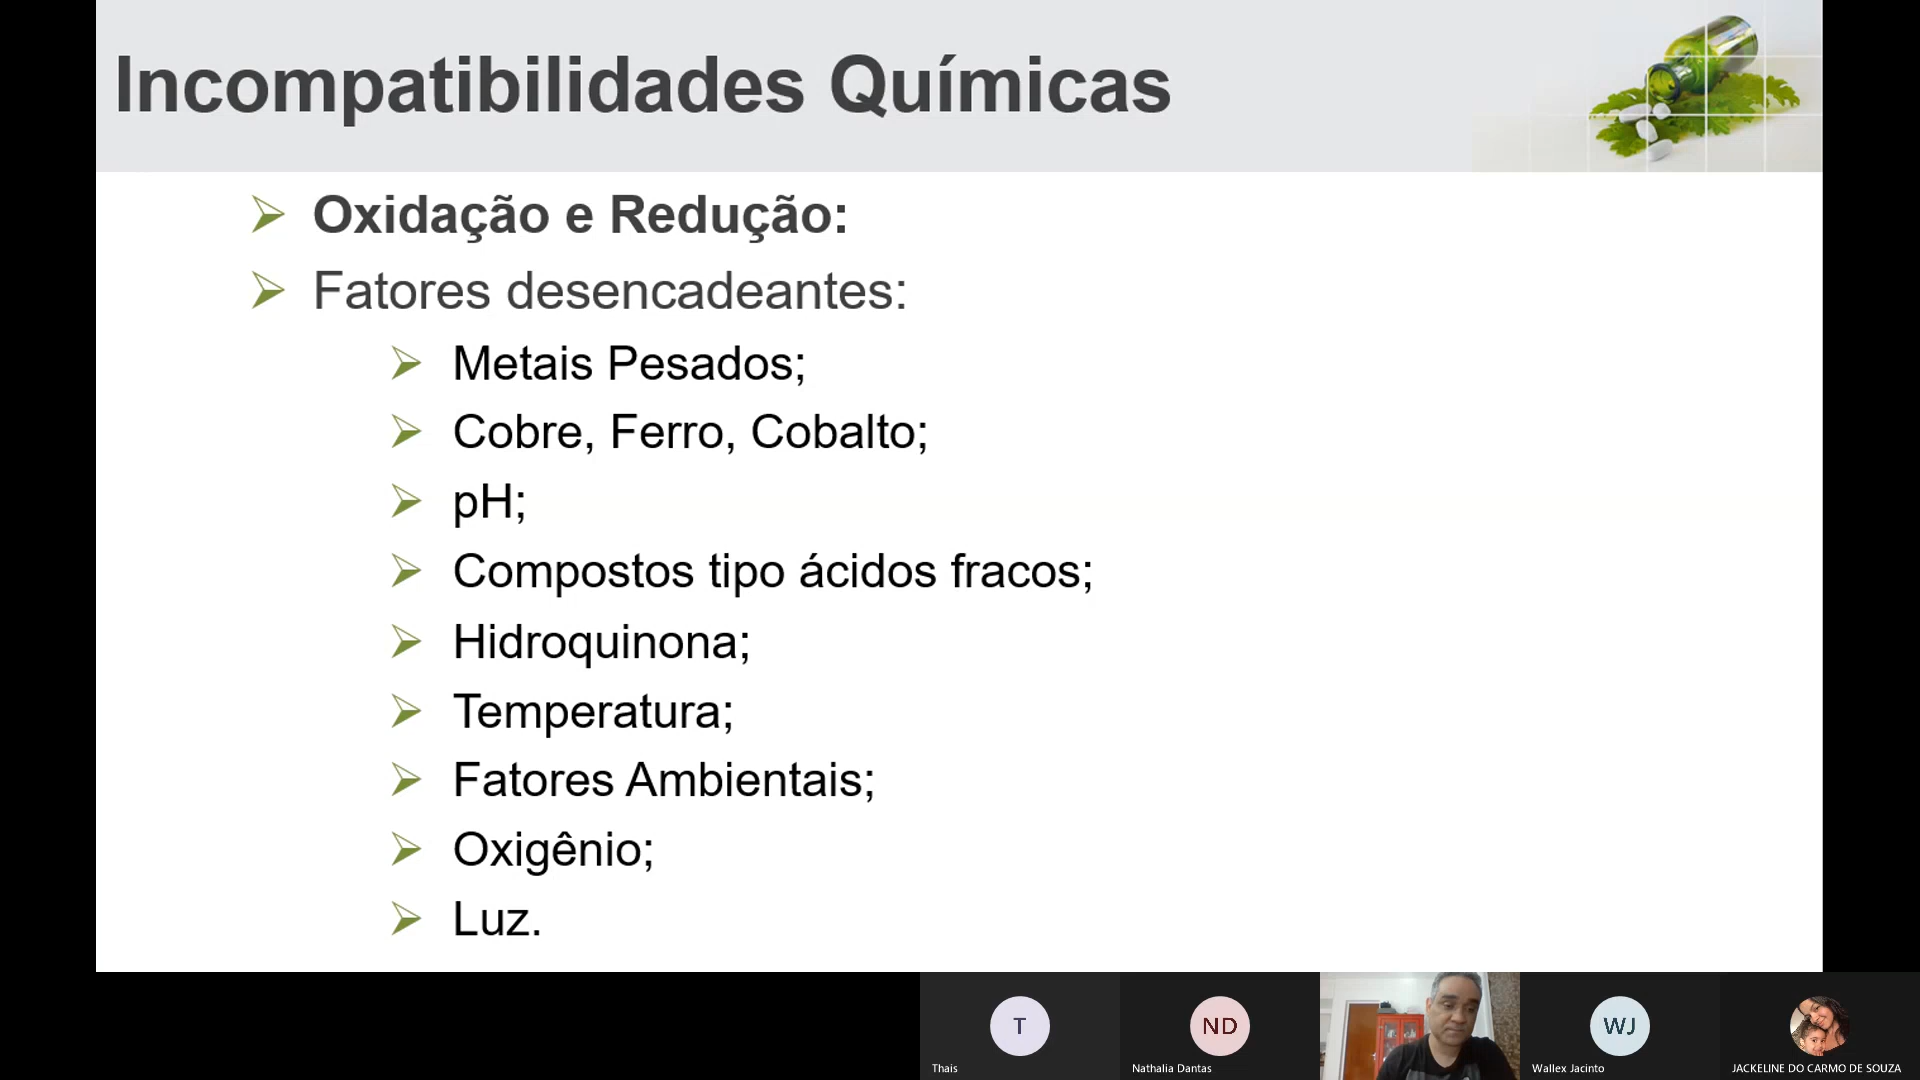 Incompatibilidades Químicas
Oxidação e Redução:
Fatores desencadeantes:
Metais Pesados;
Cobre, Ferro, Cobalto;
pH;
Compostos tipo ácidos fracos;
Hidroquinona;
Temperatura;
Fatores Ambientais;
Oxigênio;
Luz.
T
ND
WJ
Thais
Nathalia Dantas
Wallex Jacinto
JACKELINE DO CARMO DE SOUZA